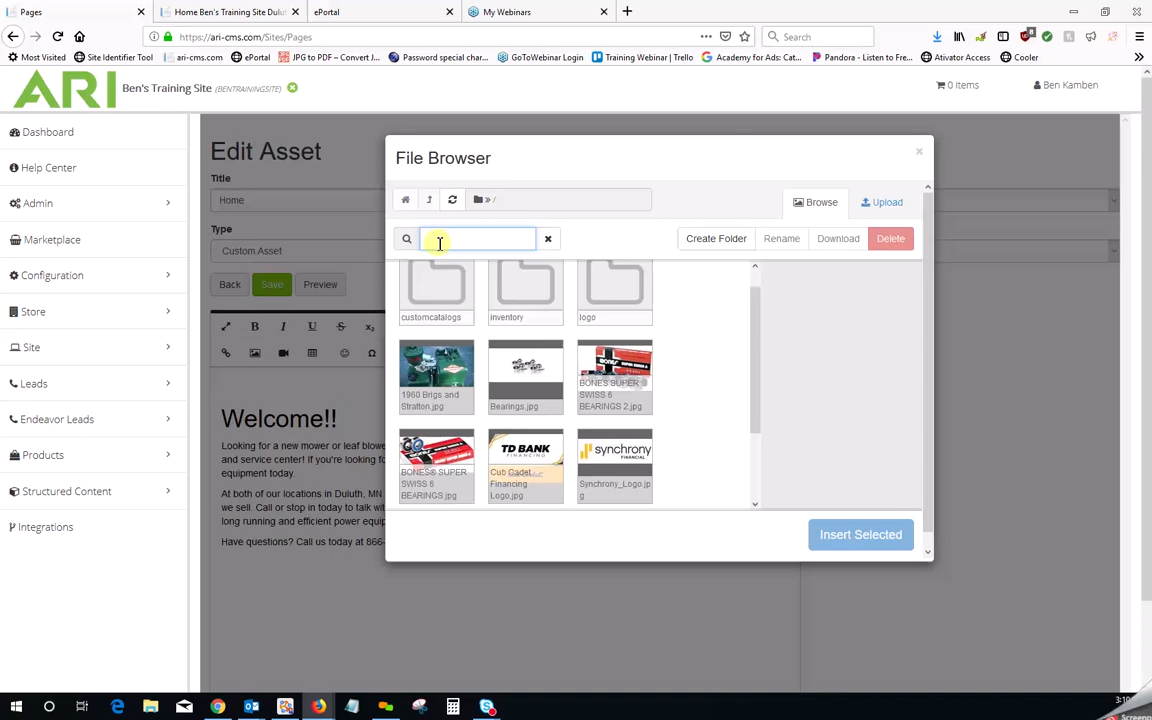 Pages
Home Ben's Training Site Dulut
ePortal
My Webinars
https://ari-cms.com/Sites/Pages
Search
Most Visited
Site Identifier Tool
ari-cms.com
ePortal
JPG to PDF – Convert J...
Password special char...
GoToWebinar Login
Training Webinar | Trello
Academy for Ads: Cat...
Pandora - Listen to Fre...
Ativator Access
Cooler
ARI
Ben's Training Site (BENTRAININGSITE)
0 items
Ben Kamben
Dashboard
Help Center
Admin
Marketplace
Configuration
Store
Site
Leads
Endeavor Leads
Products
Structured Content
Integrations
Edit Asset
Title
Home
Type
Custom Asset
Back
Save
Preview
B
I
U
S
Welcome!!
Looking for a new mower or leaf blowe
and service center! If you're looking fo
equipment today.
At both of our locations in Duluth, MN
we sell. Call or stop in today to talk wit
long running and efficient power equip
Have questions? Call us today at 866-
File Browser
» /
Browse
Upload
Create Folder
Rename
Download
Delete
customcatalogs
inventory
logo
1960 Brigs and
Stratton.jpg
Bearings.jpg
BONES SUPER
SWISS 6
BEARINGS 2.jpg
BONES® SUPER
SWISS 6
BEARINGS.jpg
TD BANK
FINANCING
Cub Cadet
Financing
Logo.jpg
synchrony
FINANCIAL
Synchrony_Logo.jp
g
Insert Selected